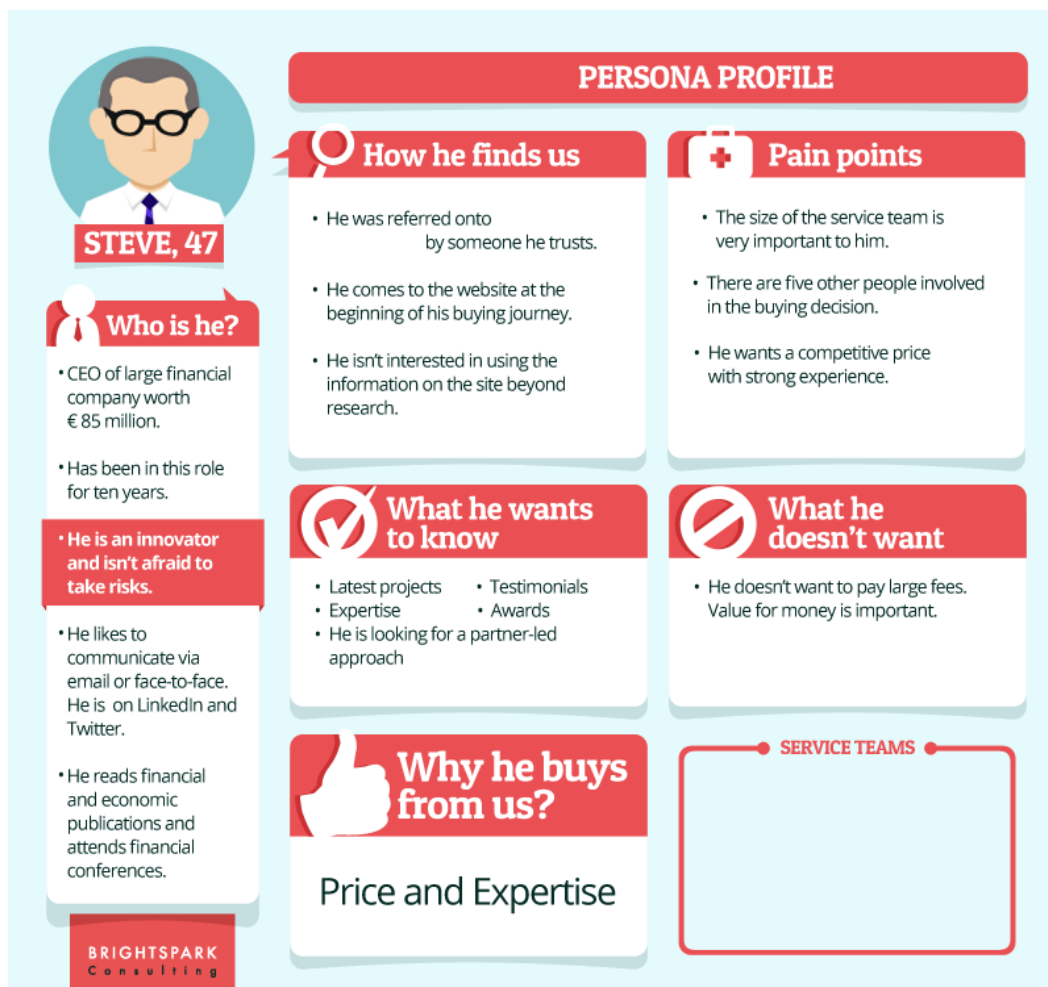 PERSONA PROFILE
STEVE, 47
Who is he?
• CEO of large financial
company worth
€ 85 million.
• Has been in this role
for ten years.
• He is an innovator
and isn't afraid to
take risks.
• He likes to
communicate via
email or face-to-face.
He is on LinkedIn and
Twitter.
• He reads financial
and economic
publications and
attends financial
conferences.
BRIGHTSPARK
Consulting
How he finds us
• He was referred onto
by someone he trusts.
• He comes to the website at the
beginning of his buying journey.
• He isn't interested in using the
information on the site beyond
research.
Pain points
• The size of the service team is
very important to him.
• There are five other people involved
in the buying decision.
• He wants a competitive price
with strong experience.
What he wants
to know
• Latest projects • Testimonials
• Expertise • Awards
• He is looking for a partner-led
approach
What he
doesn't want
• He doesn't want to pay large fees.
Value for money is important.
Why he buys
from us?
Price and Expertise
SERVICE TEAMS